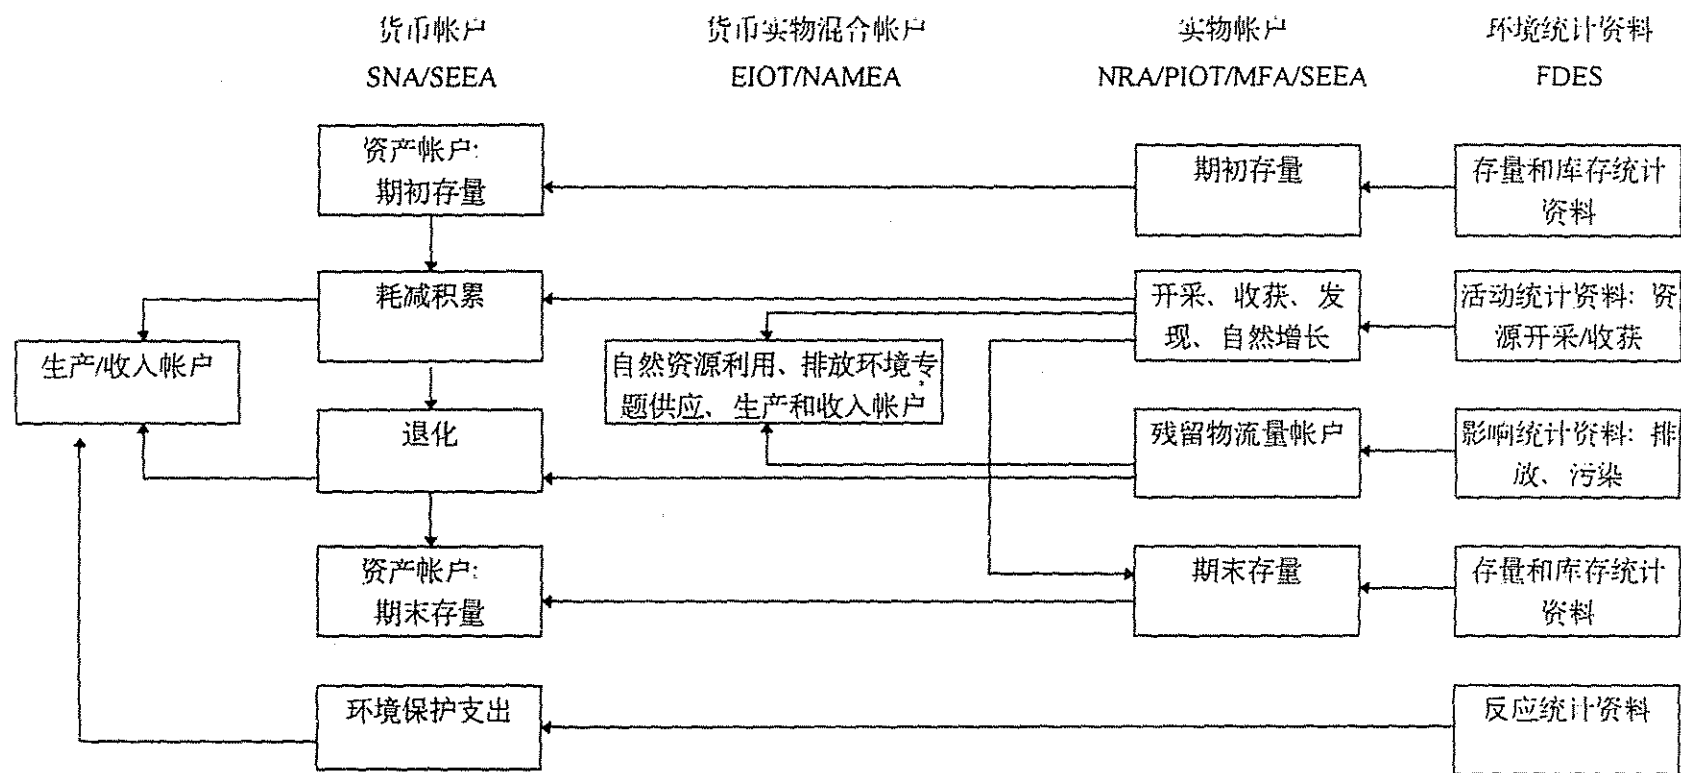 货币帐户
SNA/SEEA
货币实物混合帐户
EIOT/NAMEA
实物帐户
NRA/PIOT/MFA/SEEA
环境统计资料
FDES
资产帐户:
期初存量
期初存量
存量和库存统计
资料
耗减积累
开采、收获、发
现、自然增长
活动统计资料: 资
源开采/收获
生产/收入帐户
自然资源利用、排放环境专
题供应、生产和收入帐户
退化
残留物流量帐户
影响统计资料: 排
放、污染
资产帐户:
期末存量
期末存量
存量和库存统计
资料
环境保护支出
反应统计资料